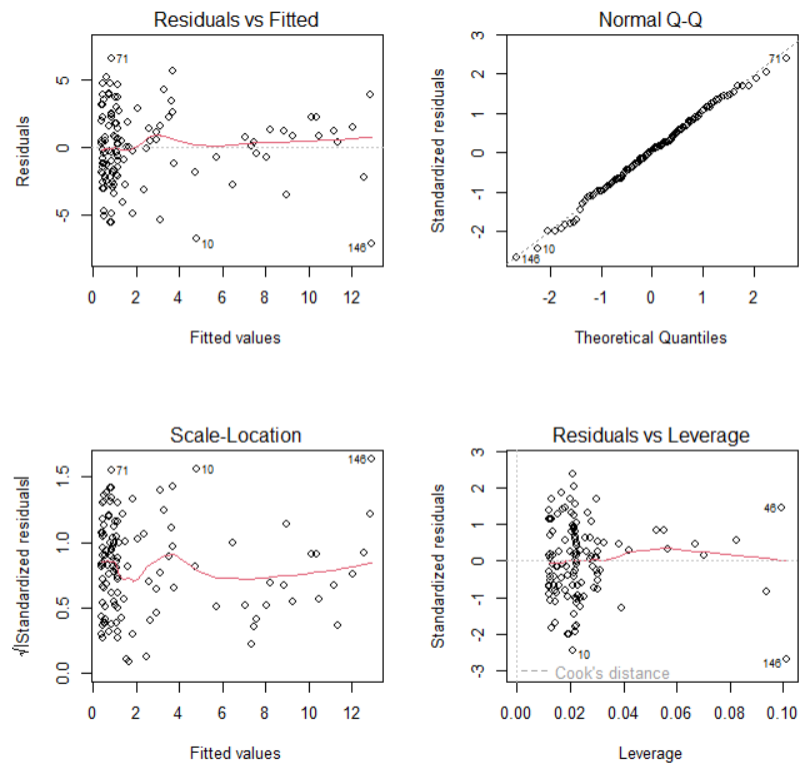 Residuals vs Fitted
Residuals
5
0
-5
71
10
146
0 2 4 6 8 10 12
Fitted values
Normal Q-Q
Standardized residuals
3
2
1
0
-1
-2
71
10
146
-2 -1 0 1 2
Theoretical Quantiles
Scale-Location
√|Standardized residuals|
1.5
1.0
0.5
0.0
71
10
146
0 2 4 6 8 10 12
Fitted values
Residuals vs Leverage
Standardized residuals
3
2
1
0
-1
-2
-3
46
10
146
Cook's distance
0.00 0.02 0.04 0.06 0.08 0.10
Leverage